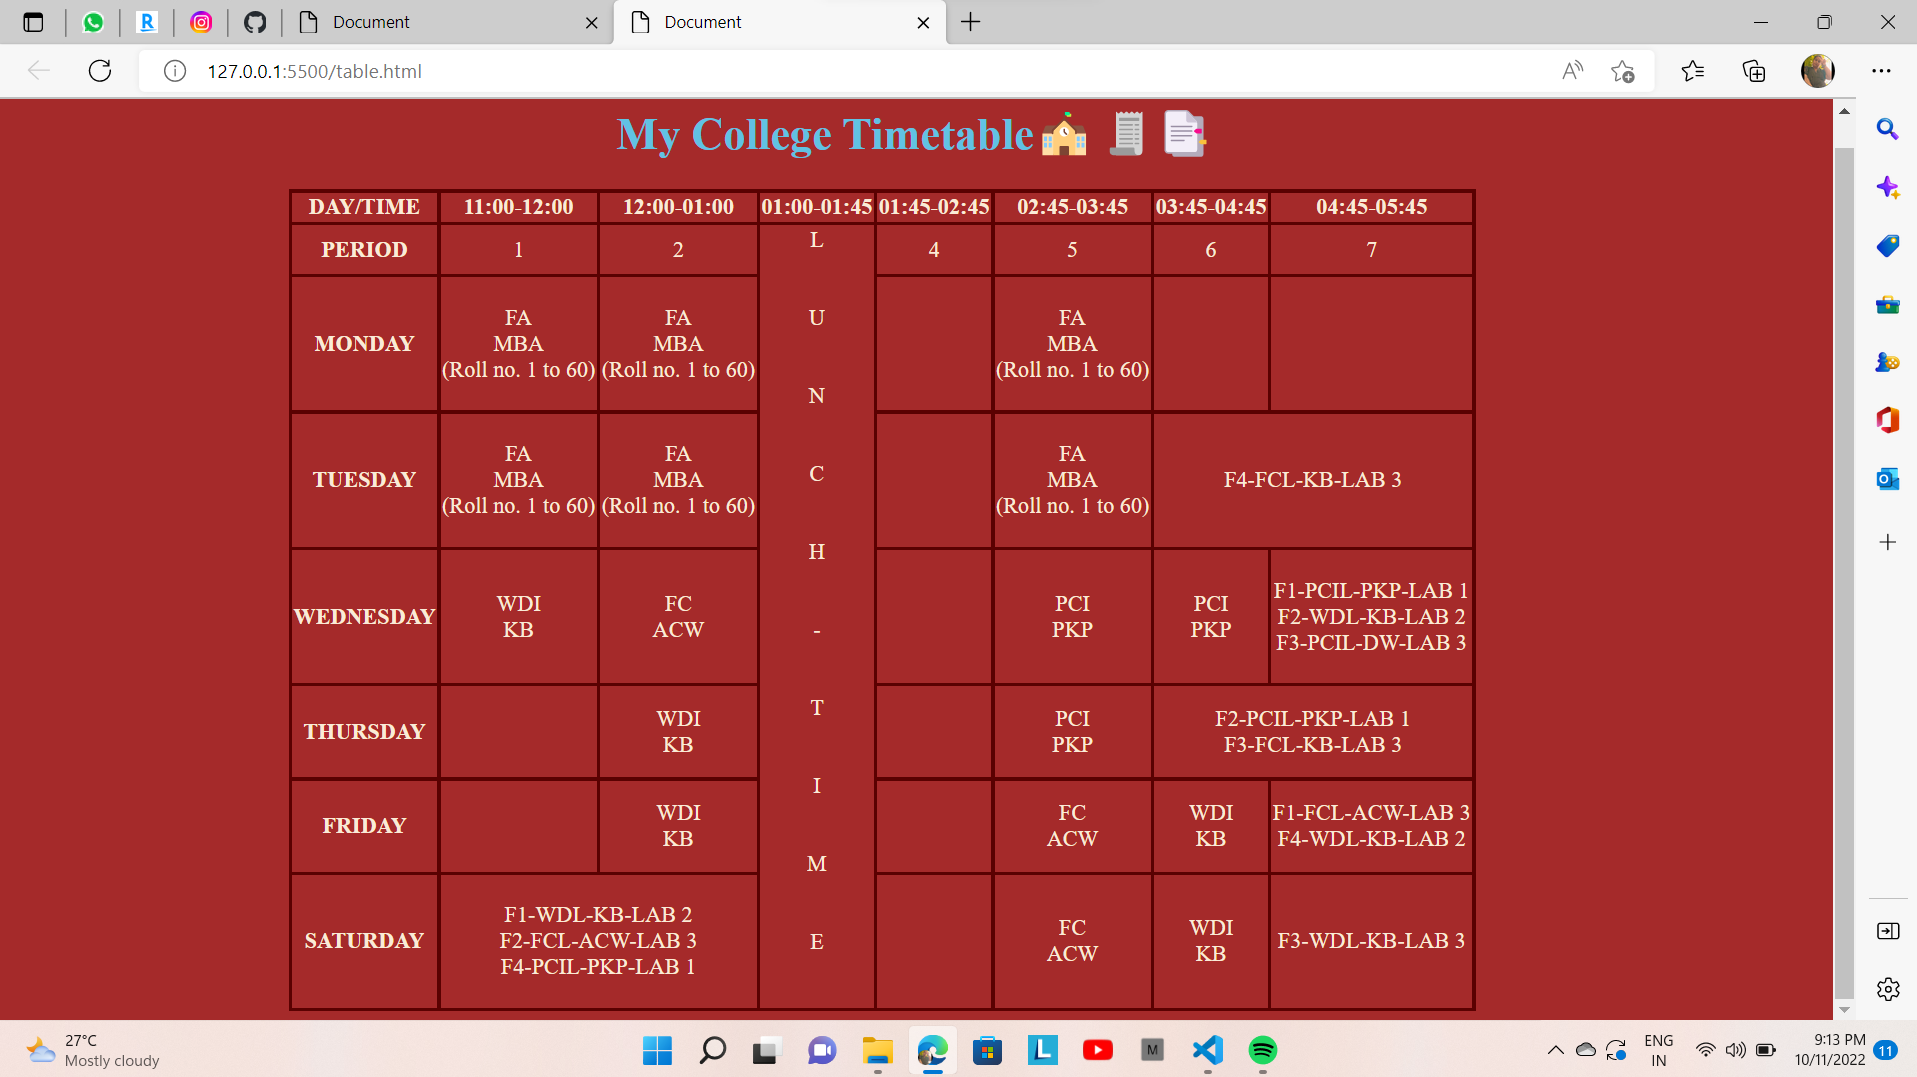 Document
Document
127.0.0.1:5500/table.html
My College Timetable
DAY/TIME 11:00-12:00 12:00-01:00 01:00-01:45 01:45-02:45 02:45-03:45 03:45-04:45 04:45-05:45
PERIOD 1 2 4 5 6 7
L
U
N
C
H
-
T
I
M
E
MONDAY
FA
MBA
(Roll no. 1 to 60)
FA
MBA
(Roll no. 1 to 60)
FA
MBA
(Roll no. 1 to 60)
TUESDAY
FA
MBA
(Roll no. 1 to 60)
FA
MBA
(Roll no. 1 to 60)
FA
MBA
(Roll no. 1 to 60)
F4-FCL-KB-LAB 3
WEDNESDAY
WDI
KB
FC
ACW
PCI
PKP
PCI
PKP
F1-PCIL-PKP-LAB 1
F2-WDL-KB-LAB 2
F3-PCIL-DW-LAB 3
THURSDAY
WDI
KB
PCI
PKP
F2-PCIL-PKP-LAB 1
F3-FCL-KB-LAB 3
FRIDAY
WDI
KB
FC
ACW
WDI
KB
F1-FCL-ACW-LAB 3
F4-WDL-KB-LAB 2
SATURDAY
F1-WDL-KB-LAB 2
F2-FCL-ACW-LAB 3
F4-PCIL-PKP-LAB 1
FC
ACW
WDI
KB
F3-WDL-KB-LAB 3
27°C
Mostly cloudy
ENG
IN
9:13 PM
10/11/2022
11